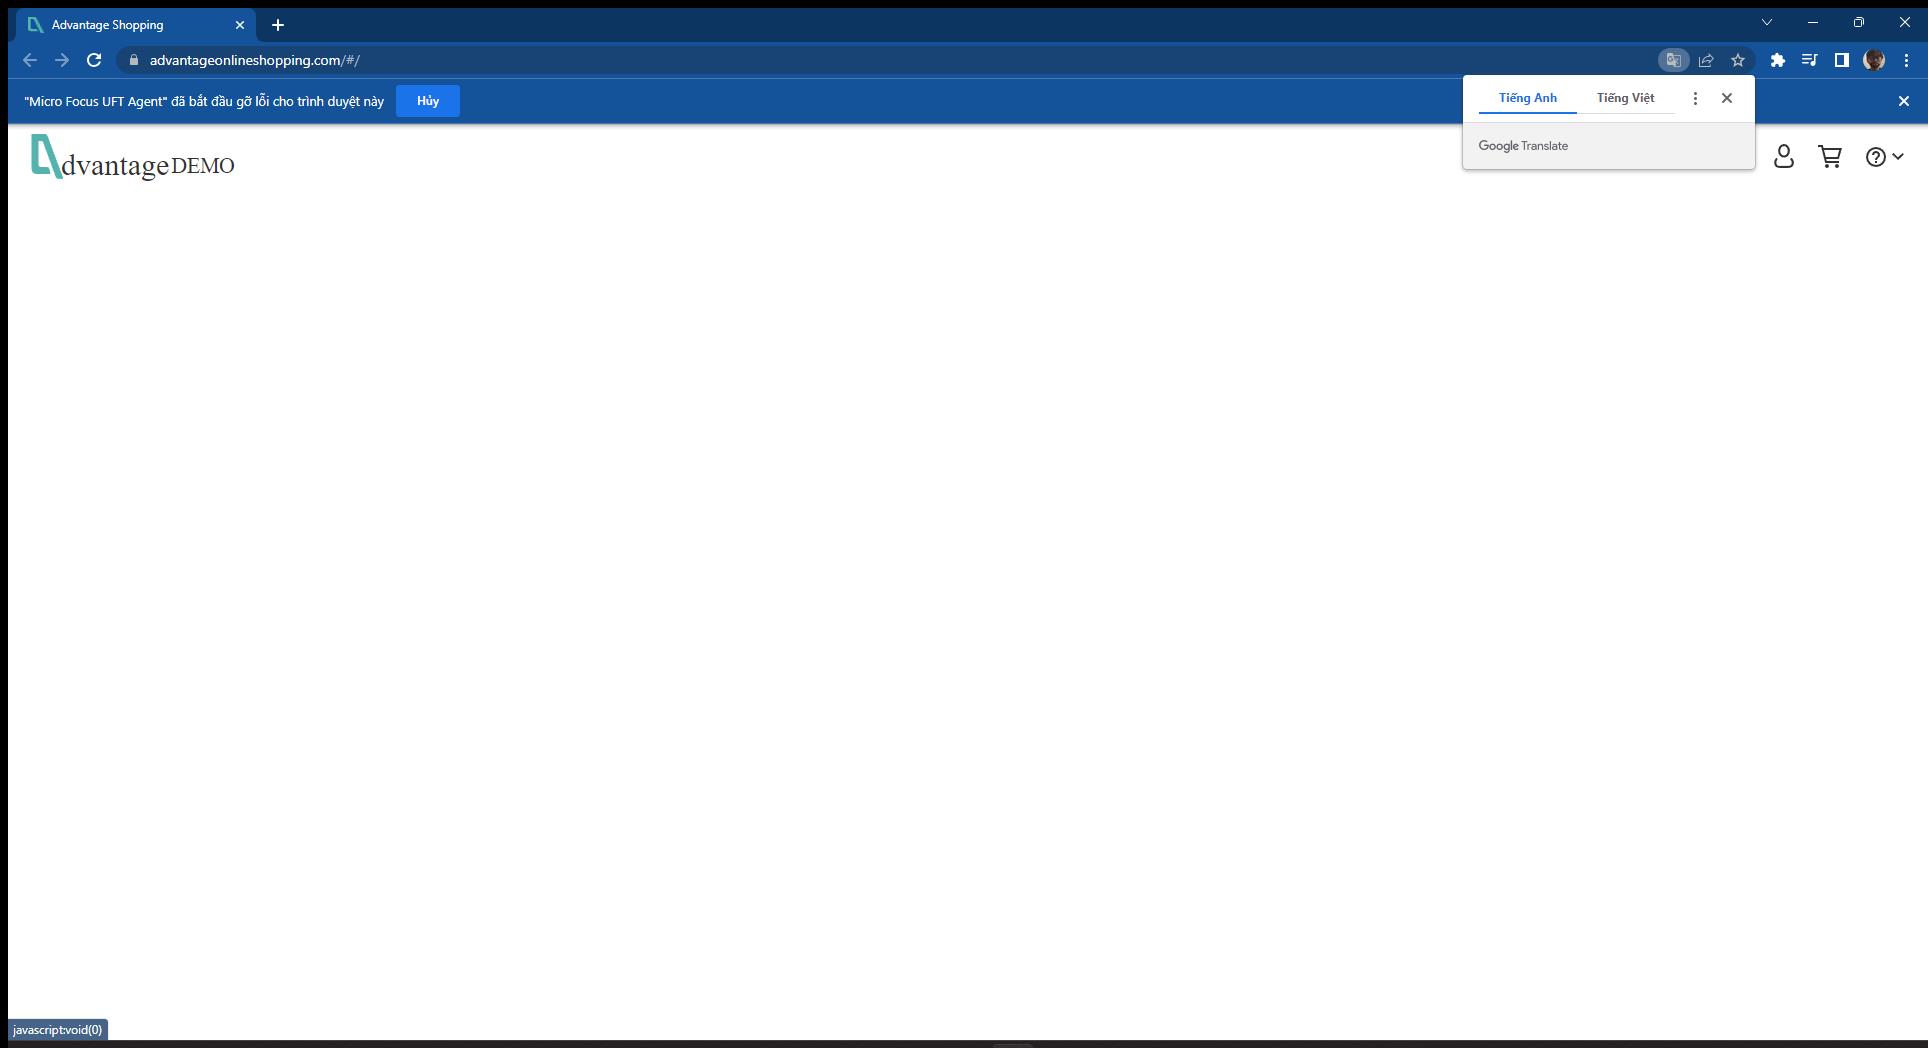 Advantage Shopping
advantageonlineshopping.com/#/
"Micro Focus UFT Agent" đã bắt đầu gỡ lỗi cho trình duyệt này
Hủy
Tiếng Anh
Tiếng Việt
Google Translate
dvantage DEMO
javascript:void(0)